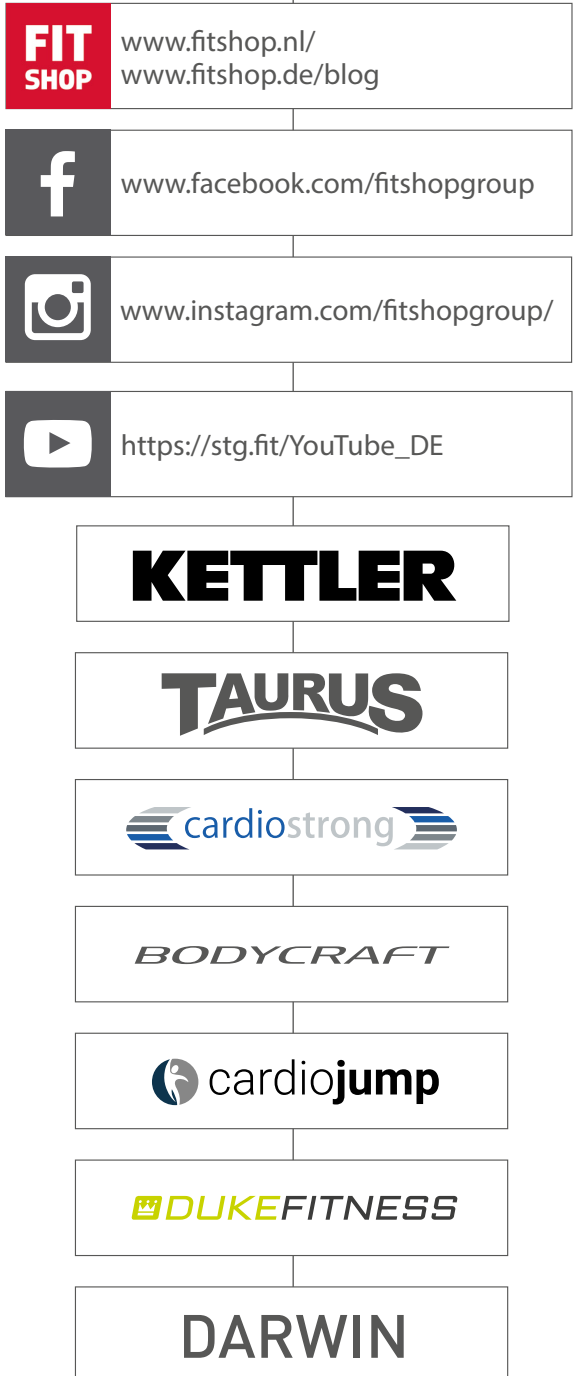 FIT
SHOP
www.fitshop.nl/
www.fitshop.de/blog
f
www.facebook.com/fitshopgroup
www.instagram.com/fitshopgroup/
https://stg.fit/YouTube_DE
KETTLER
TAURUS
cardiostrong
BODYCRAFT
cardiojump
DUKEFITNESS
DARWIN